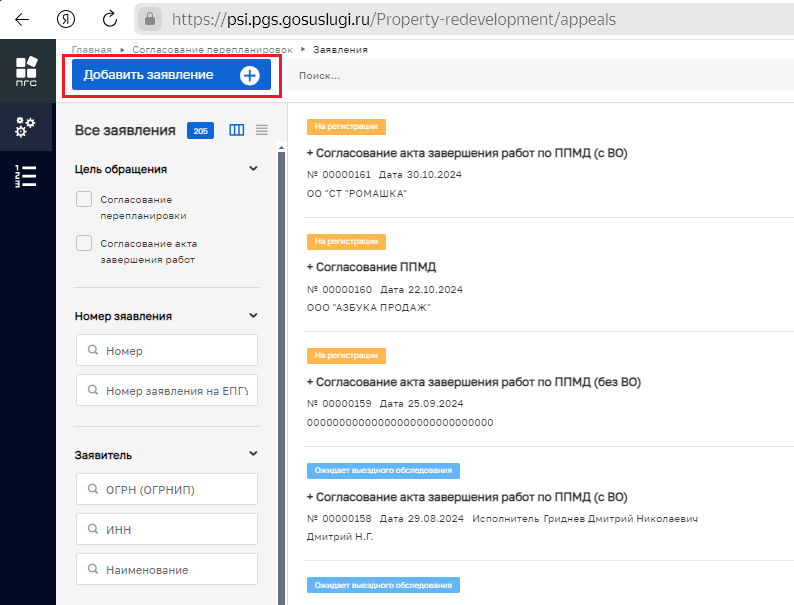 Я
https://psi.pgs.gosuslugi.ru/Property-redevelopment/appeals
Главная ▸ Согласование перепланировок ▸ Заявления
ПГС
Добавить заявление
Поиск...
Все заявления 205
Цель обращения
Согласование
перепланировки
Согласование акта
завершения работ
Номер зяавления
Номер
Номер заявления на ЕПГУ
Заявитель
ОГРН (ОГРНИП)
ИНН
Наименование
На регистрации
+ Согласование акта завершения работ по ППМД (с ВО)
№ 00000161 Дата 30.10.2024
ОО "СТ "РОМАШКА"
На регистрации
+ Согласование ППМД
№ 00000160 Дата 22.10.2024
ООО "АЗБУКА ПРОДАЖ"
На регистрации
+ Согласование акта завершения работ по ППМД (без ВО)
№ 00000159 Дата 25.09.2024
Ожидает выездного обследования
+ Согласование акта завершения работ по ППМД (с ВО)
№ 00000158 Дата 29.08.2024 Исполнитель Гриднев Дмитрий Николаевич
Дмитрий Н.Г.
Ожидает выездного обследования